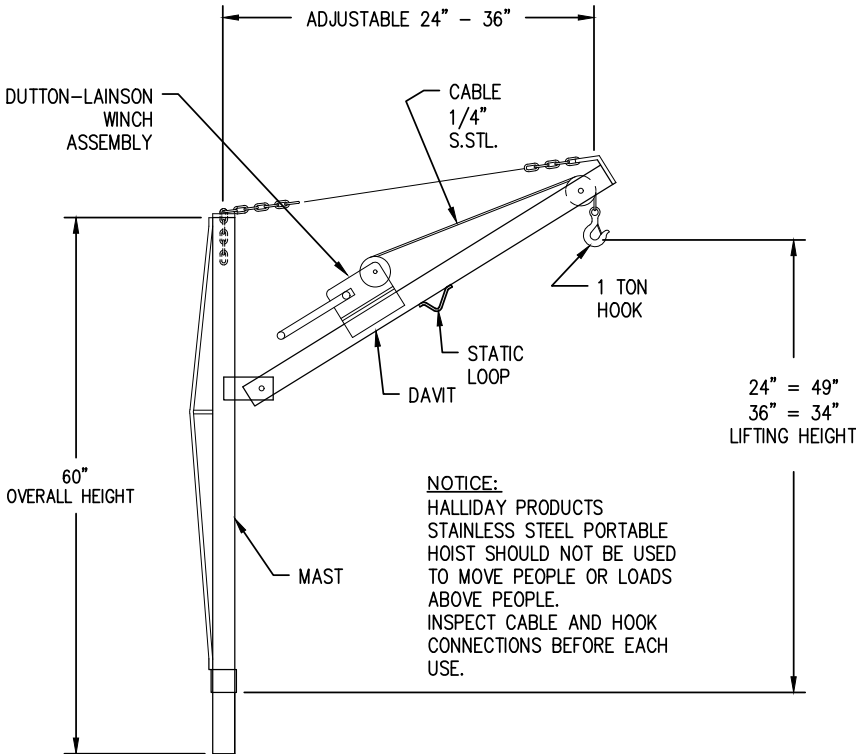 ADJUSTABLE 24" - 36"
DUTTON-LAINSON
WINCH
ASSEMBLY
CABLE
1/4"
S.STL.
1 TON
HOOK
STATIC
LOOP
DAVIT
24" = 49"
36" = 34"
LIFTING HEIGHT
60"
OVERALL HEIGHT
MAST
NOTICE:
HALLIDAY PRODUCTS
STAINLESS STEEL PORTABLE
HOIST SHOULD NOT BE USED
TO MOVE PEOPLE OR LOADS
ABOVE PEOPLE.
INSPECT CABLE AND HOOK
CONNECTIONS BEFORE EACH
USE.